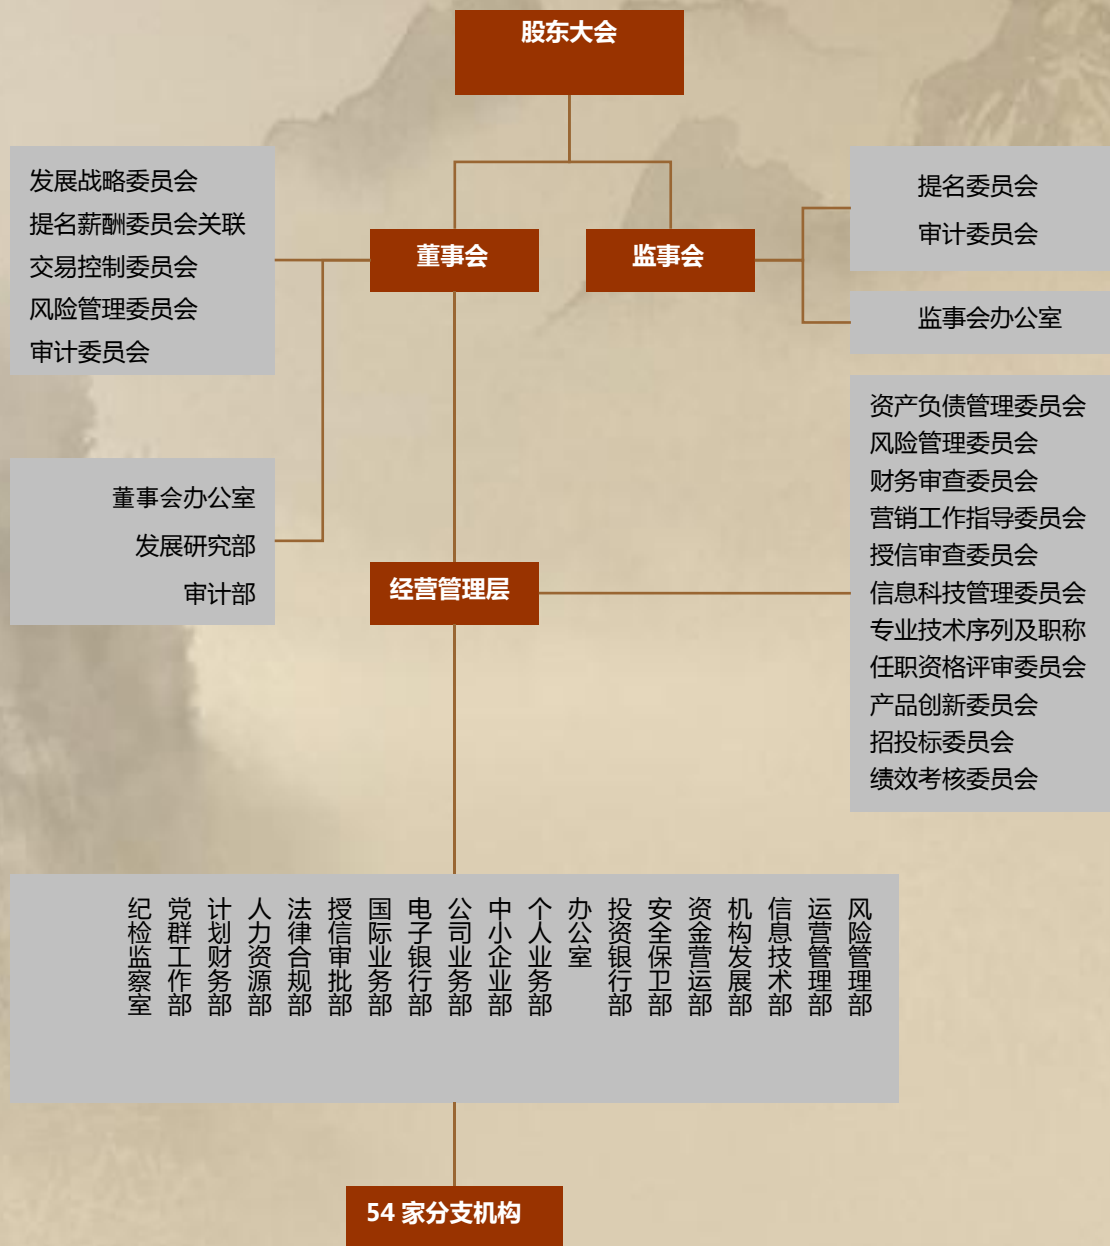 股东大会
发展战略委员会
提名薪酬委员会关联
交易控制委员会
风险管理委员会
审计委员会
董事会
监事会
提名委员会
审计委员会
监事会办公室
董事会办公室
发展研究部
审计部
经营管理层
资产负债管理委员会
风险管理委员会
财务审查委员会
营销工作指导委员会
授信审查委员会
信息科技管理委员会
专业技术序列及职称
任职资格评审委员会
产品创新委员会
招投标委员会
绩效考核委员会
纪检监察室
党群工作部
计划财务部
人力资源部
法律合规部
授信审批部
国际业务部
电子银行部
公司业务部
中小企业部
个人业务部
办公室
投资银行部
安全保卫部
资金营运部
机构发展部
信息技术部
运营管理部
风险管理部
54 家分支机构